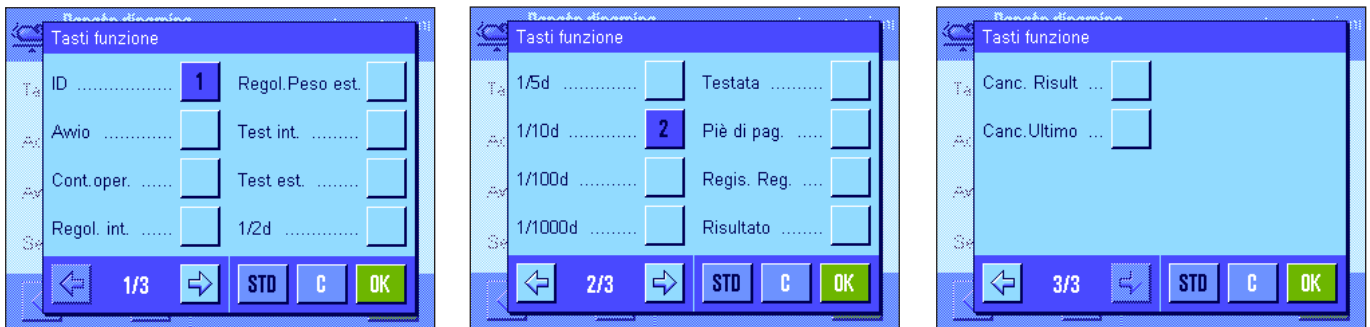 Tasti funzione
ID .................. 1 Regol.Peso est.
Avvio ............. Test int. .........
Cont.oper. ...... Test est. ........
Regol. int. ...... 1/2d ..............
1/3 STD C OK
Tasti funzione
1/5d .............. Testata ..........
1/10d ............. 2 Piè di pag. .....
1/100d ........... Regis. Reg. ....
1/1000d ......... Risultato ........
2/3 STD C OK
Tasti funzione
Canc. Risult ...
Canc.Ultimo ...
3/3 STD C OK